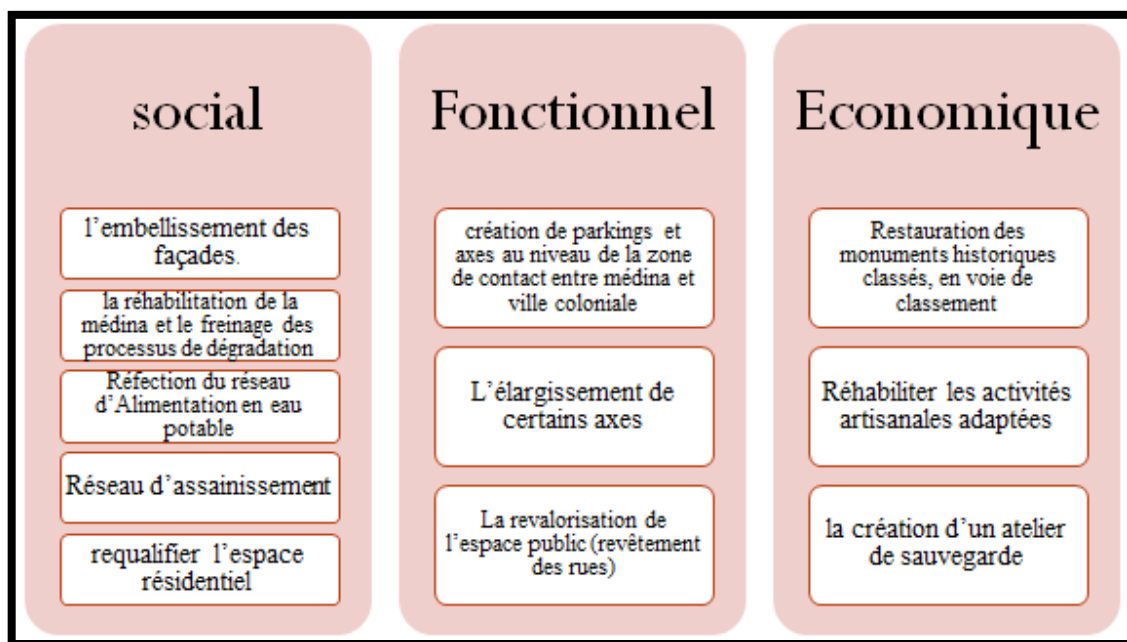 social
l’embellissement des
façades.
la réhabilitation de la
médina et le freinage des
processus de dégradation
Réfection du réseau
d’Alimentation en eau
potable
Réseau d’assainissement
requalifier l’espace
résidentiel
Fonctionnel
création de parkings et
axes au niveau de la zone
de contact entre médina et
ville coloniale
L’élargissement de
certains axes
La revalorisation de
l’espace public (revêtement
des rues)
Economique
Restauration des
monuments historiques
classés, en voie de
classement
Réhabiliter les activités
artisanales adaptées
la création d’un atelier
de sauvegarde